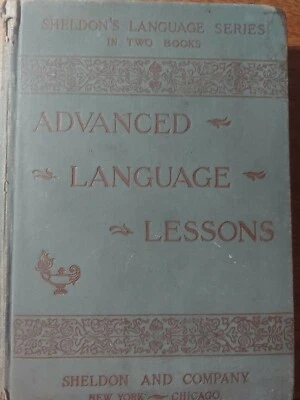 SHELDON'S LANGUAGE SERIES
IN TWO BOOKS
ADVANCED
LANGUAGE
LESSONS
SHELDON AND COMPANY
NEW YORK — CHICAGO.